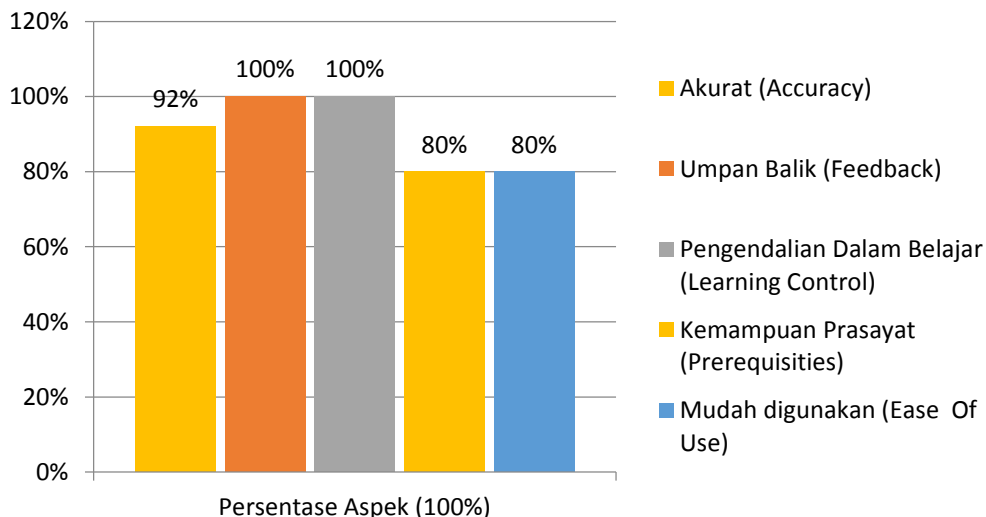 120%
100%
80%
60%
40%
20%
0%
92%
100%
100%
80%
80%
Persentase Aspek (100%)
Akurat (Accuracy)
Umpan Balik (Feedback)
Pengendalian Dalam Belajar
(Learning Control)
Kemampuan Prasayat
(Prerequisities)
Mudah digunakan (Ease Of
Use)